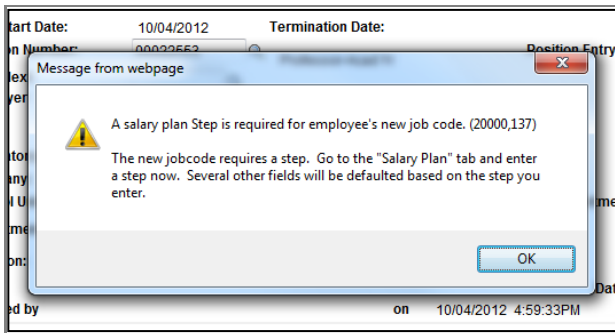 tart Date: 10/04/2012 Termination Date:
on Number: 00022553 Position Entry
Message from webpage
A salary plan Step is required for employee's new job code. (20000,137)
The new jobcode requires a step. Go to the "Salary Plan" tab and enter
a step now. Several other fields will be defaulted based on the step you
enter.
OK
on:
Dat
ed by on 10/04/2012 4:59:33PM